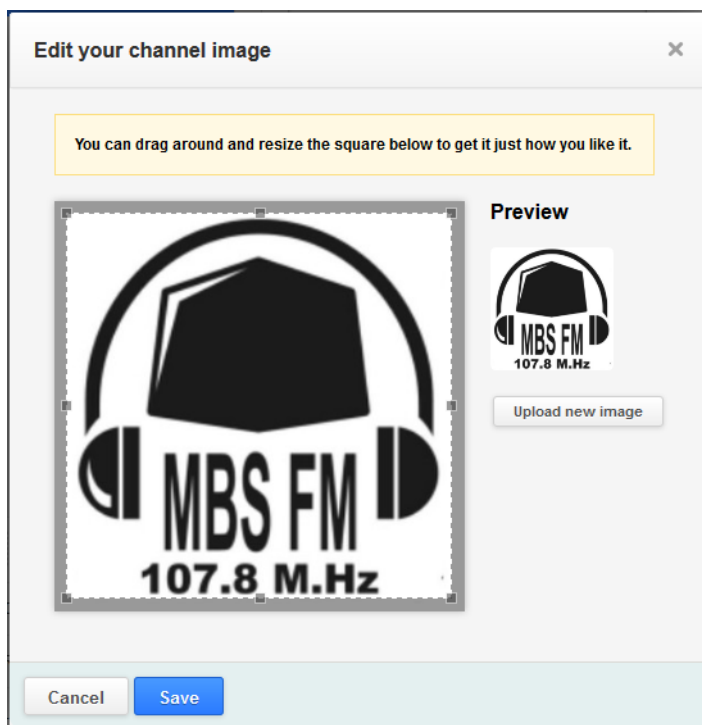 Edit your channel image
You can drag around and resize the square below to get it just how you like it.
MBS FM
107.8 M.Hz
Preview
MBS FM
107.8 M.Hz
Upload new image
Cancel
Save